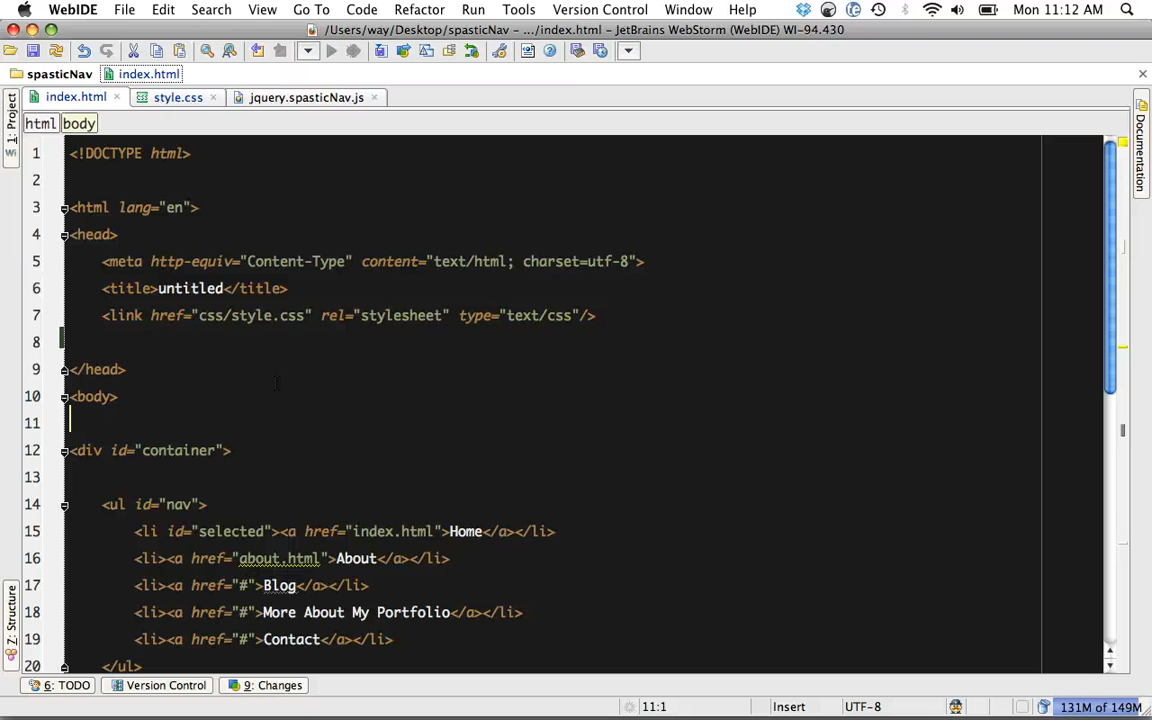 WebIDE File Edit Search View Go To Code Refactor Run Tools Version Control Window Help Mon 11:12 AM
/Users/way/Desktop/spasticNav - .../index.html - JetBrains WebStorm (WebIDE) WI-94.430
spasticNav index.html
index.html style.css jquery.spasticNav.js
html body
1 <!DOCTYPE html>
2
3 <html lang="en">
4 <head>
5 <meta http-equiv="Content-Type" content="text/html; charset=utf-8">
6 <title>untitled</title>
7 <link href="css/style.css" rel="stylesheet" type="text/css"/>
8
9 </head>
10 <body>
11
12 <div id="container">
13
14 <ul id="nav">
15 <li id="selected"><a href="index.html">Home</a></li>
16 <li><a href="about.html">About</a></li>
17 <li><a href="#">Blog</a></li>
18 <li><a href="#">More About My Portfolio</a></li>
19 <li><a href="#">Contact</a></li>
20 </ul>
1: Project
Z: Structure
Documentation
6: TODO Version Control 9: Changes
11:1 Insert UTF-8 131M of 149M